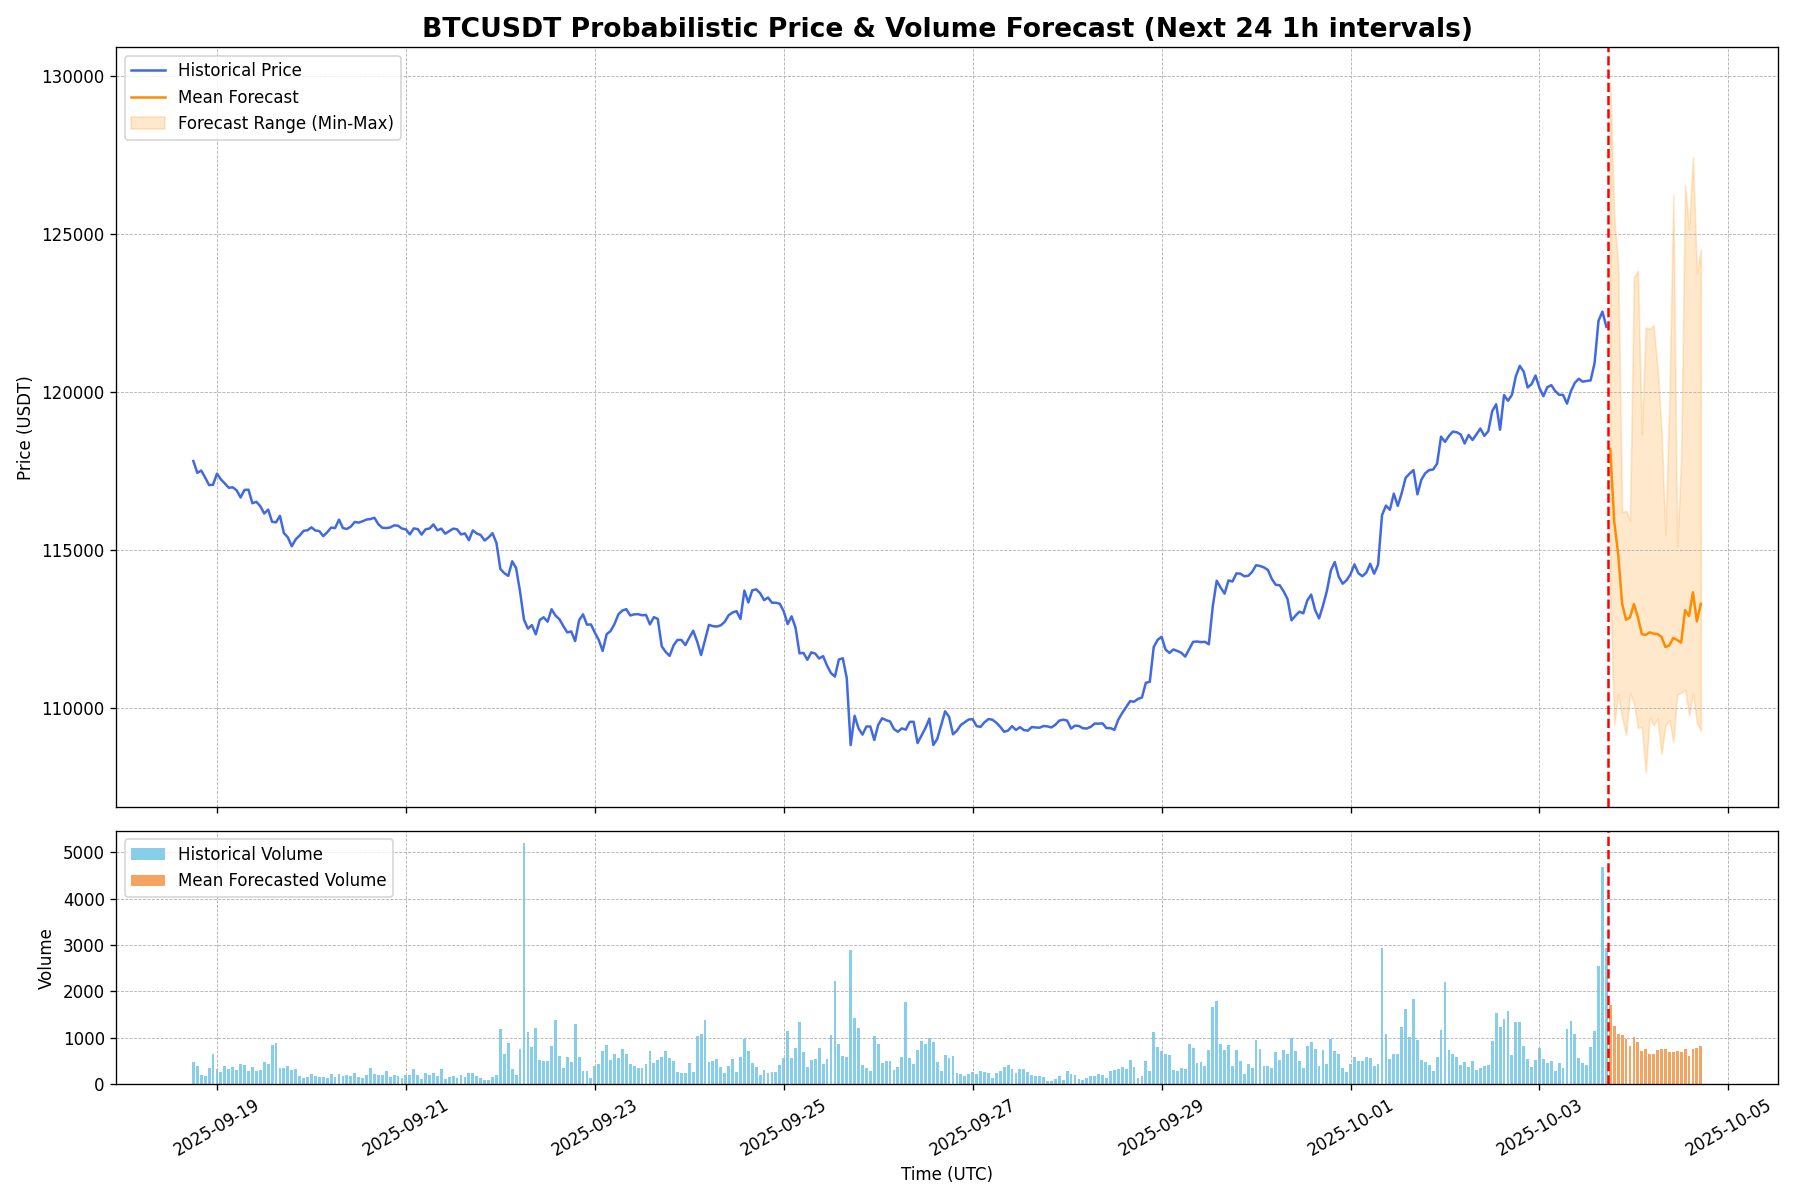 BTCUSDT Probabilistic Price & Volume Forecast (Next 24 1h intervals)
Historical Price
Mean Forecast
Forecast Range (Min-Max)
130000
125000
120000
115000
110000
Price (USDT)
Historical Volume
Mean Forecasted Volume
5000
4000
3000
2000
1000
0
Volume
2025-09-19
2025-09-21
2025-09-23
2025-09-25
2025-09-27
2025-09-29
2025-10-01
2025-10-03
2025-10-05
Time (UTC)